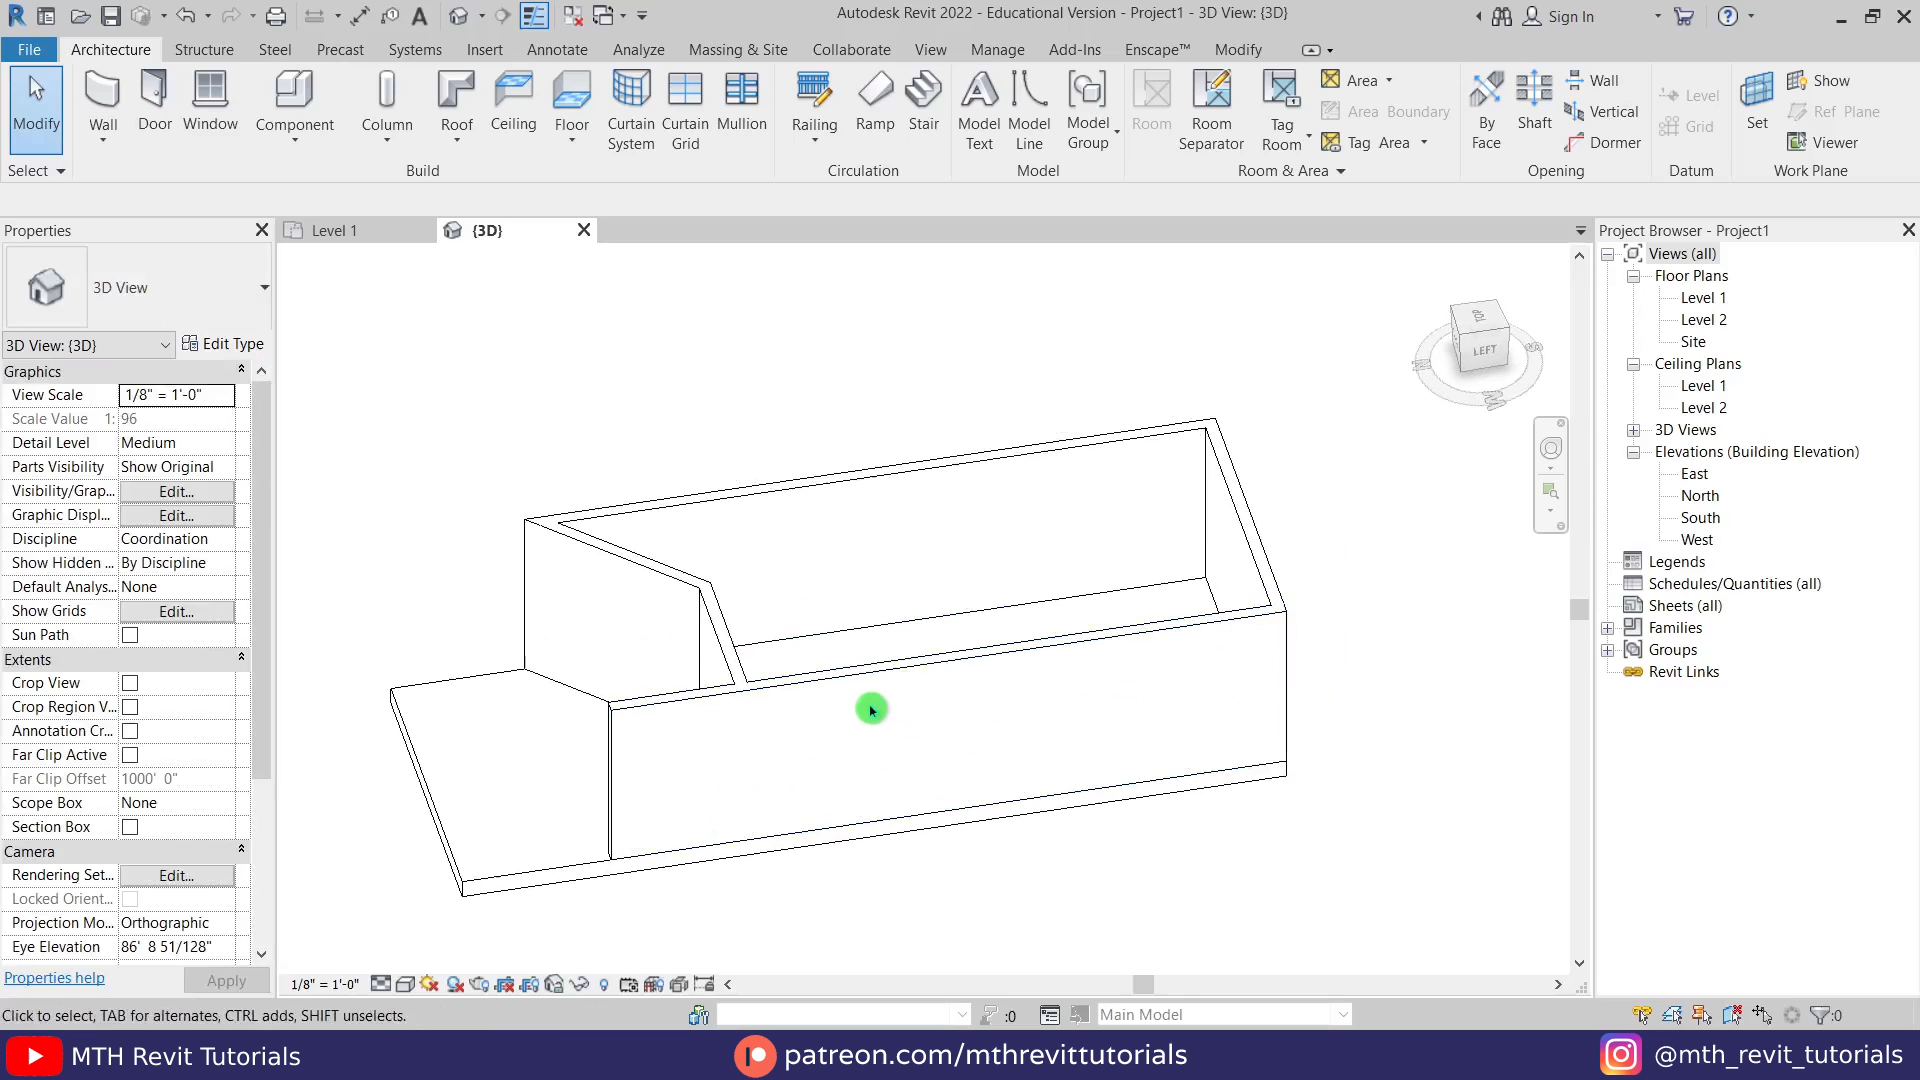 Autodesk Revit 2022 - Educational Version - Project1 - 3D View: {3D}
Sign In
File Architecture Structure Steel Precast Systems Insert Annotate Analyze Massing & Site Collaborate View Manage Add-Ins Enscape™ Modify
Modify
Wall
Door
Window
Component
Column
Roof
Ceiling
Floor
Curtain System
Curtain Grid
Mullion
Railing
Ramp
Stair
Model Text
Model Line
Model Group
Room
Room Separator
Tag Room
Area
Area Boundary
Tag Area
By Face
Shaft
Wall
Vertical
Dormer
Level
Grid
Set
Show
Ref Plane
Viewer
Select
Build
Circulation
Model
Room & Area
Opening
Datum
Work Plane
Properties
3D View
3D View: {3D}
Edit Type
Graphics
View Scale 1/8" = 1'-0"
Scale Value 1: 96
Detail Level Medium
Parts Visibility Show Original
Visibility/Grap... Edit...
Graphic Displ... Edit...
Discipline Coordination
Show Hidden ... By Discipline
Default Analys... None
Show Grids Edit...
Sun Path
Extents
Crop View
Crop Region V...
Annotation Cr...
Far Clip Active
Far Clip Offset 1000' 0"
Scope Box None
Section Box
Camera
Rendering Set... Edit...
Locked Orient...
Projection Mo... Orthographic
Eye Elevation 86' 8 51/128"
Properties help
Apply
Level 1
{3D}
TOP
LEFT
W
1/8" = 1'-0"
Project Browser - Project1
Views (all)
Floor Plans
Level 1
Level 2
Site
Ceiling Plans
Level 1
Level 2
3D Views
Elevations (Building Elevation)
East
North
South
West
Legends
Schedules/Quantities (all)
Sheets (all)
Families
Groups
Revit Links
Click to select, TAB for alternates, CTRL adds, SHIFT unselects.
:0
Main Model
:0
MTH Revit Tutorials
patreon.com/mthrevittutorials
@mth_revit_tutorials